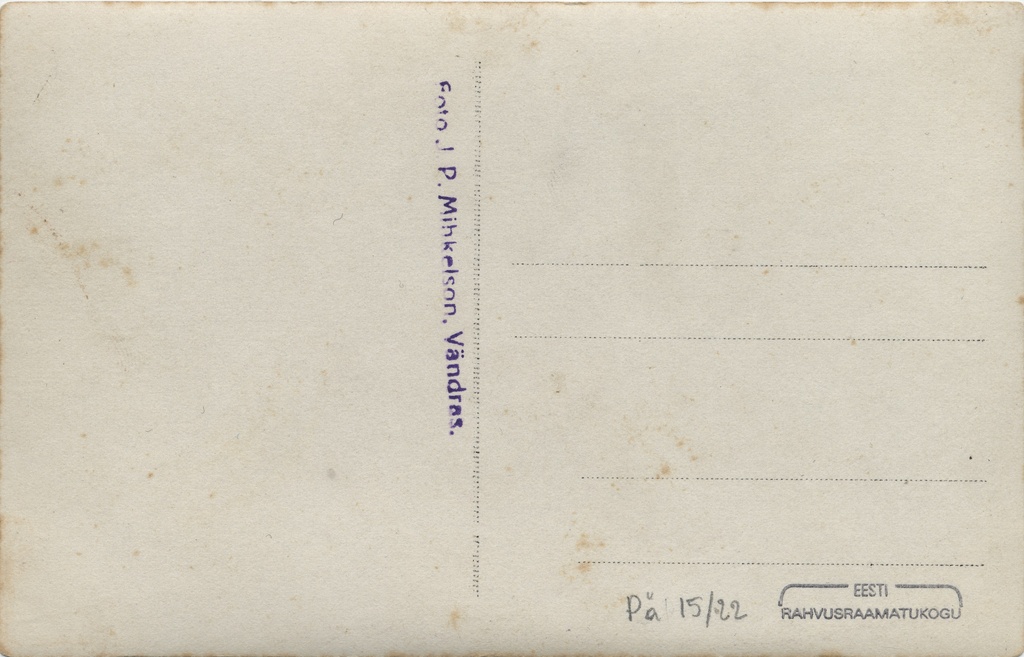 Foto J. P. Mihkelson, Vändras.
Pä 15/22
EESTI
RAHVUSRAAMATUKOGU